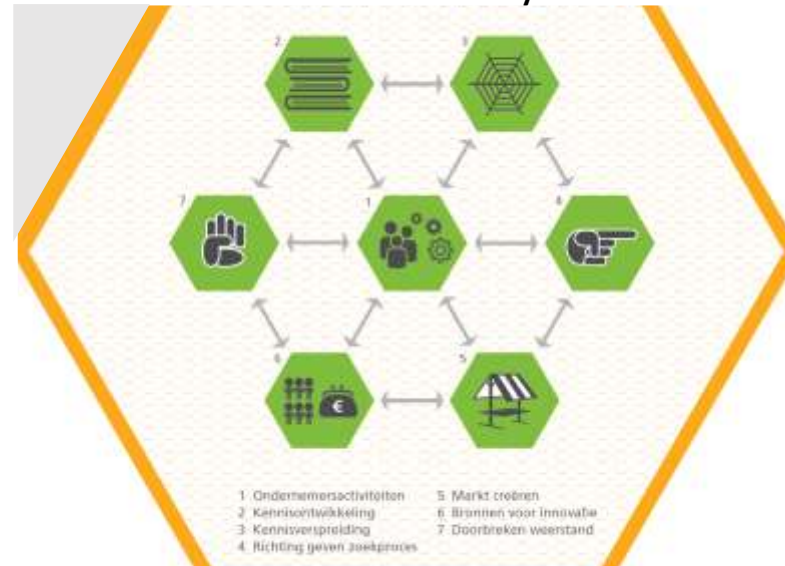 2
3
7
1
4
6
5
€
1 Ondernemersactiviteiten
2 Kennisontwikkeling
3 Kennisverspreiding
4 Richting geven zoekproces
5 Markt creëren
6 Bronnen voor innovatie
7 Doorbreken weerstand